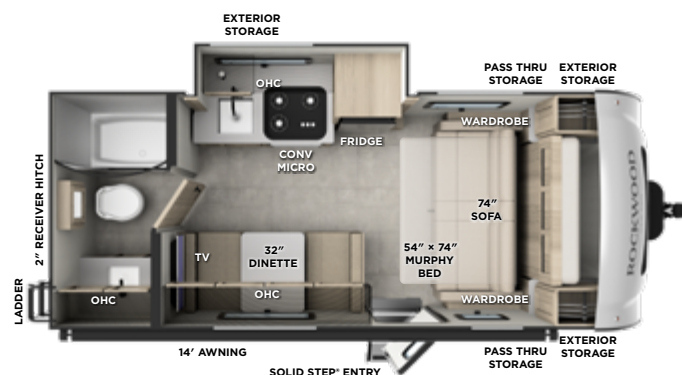 EXTERIOR
STORAGE
PASS THRU
STORAGE
EXTERIOR
STORAGE
OHC
WARDROBE
FRIDGE
CONV
MICRO
2" RECEIVER HITCH
ROCKWOOD
74"
SOFA
TV
32"
DINETTE
54" × 74"
MURPHY
BED
OHC
OHC
WARDROBE
LADDER
14' AWNING
SOLID STEP® ENTRY
PASS THRU
STORAGE
EXTERIOR
STORAGE